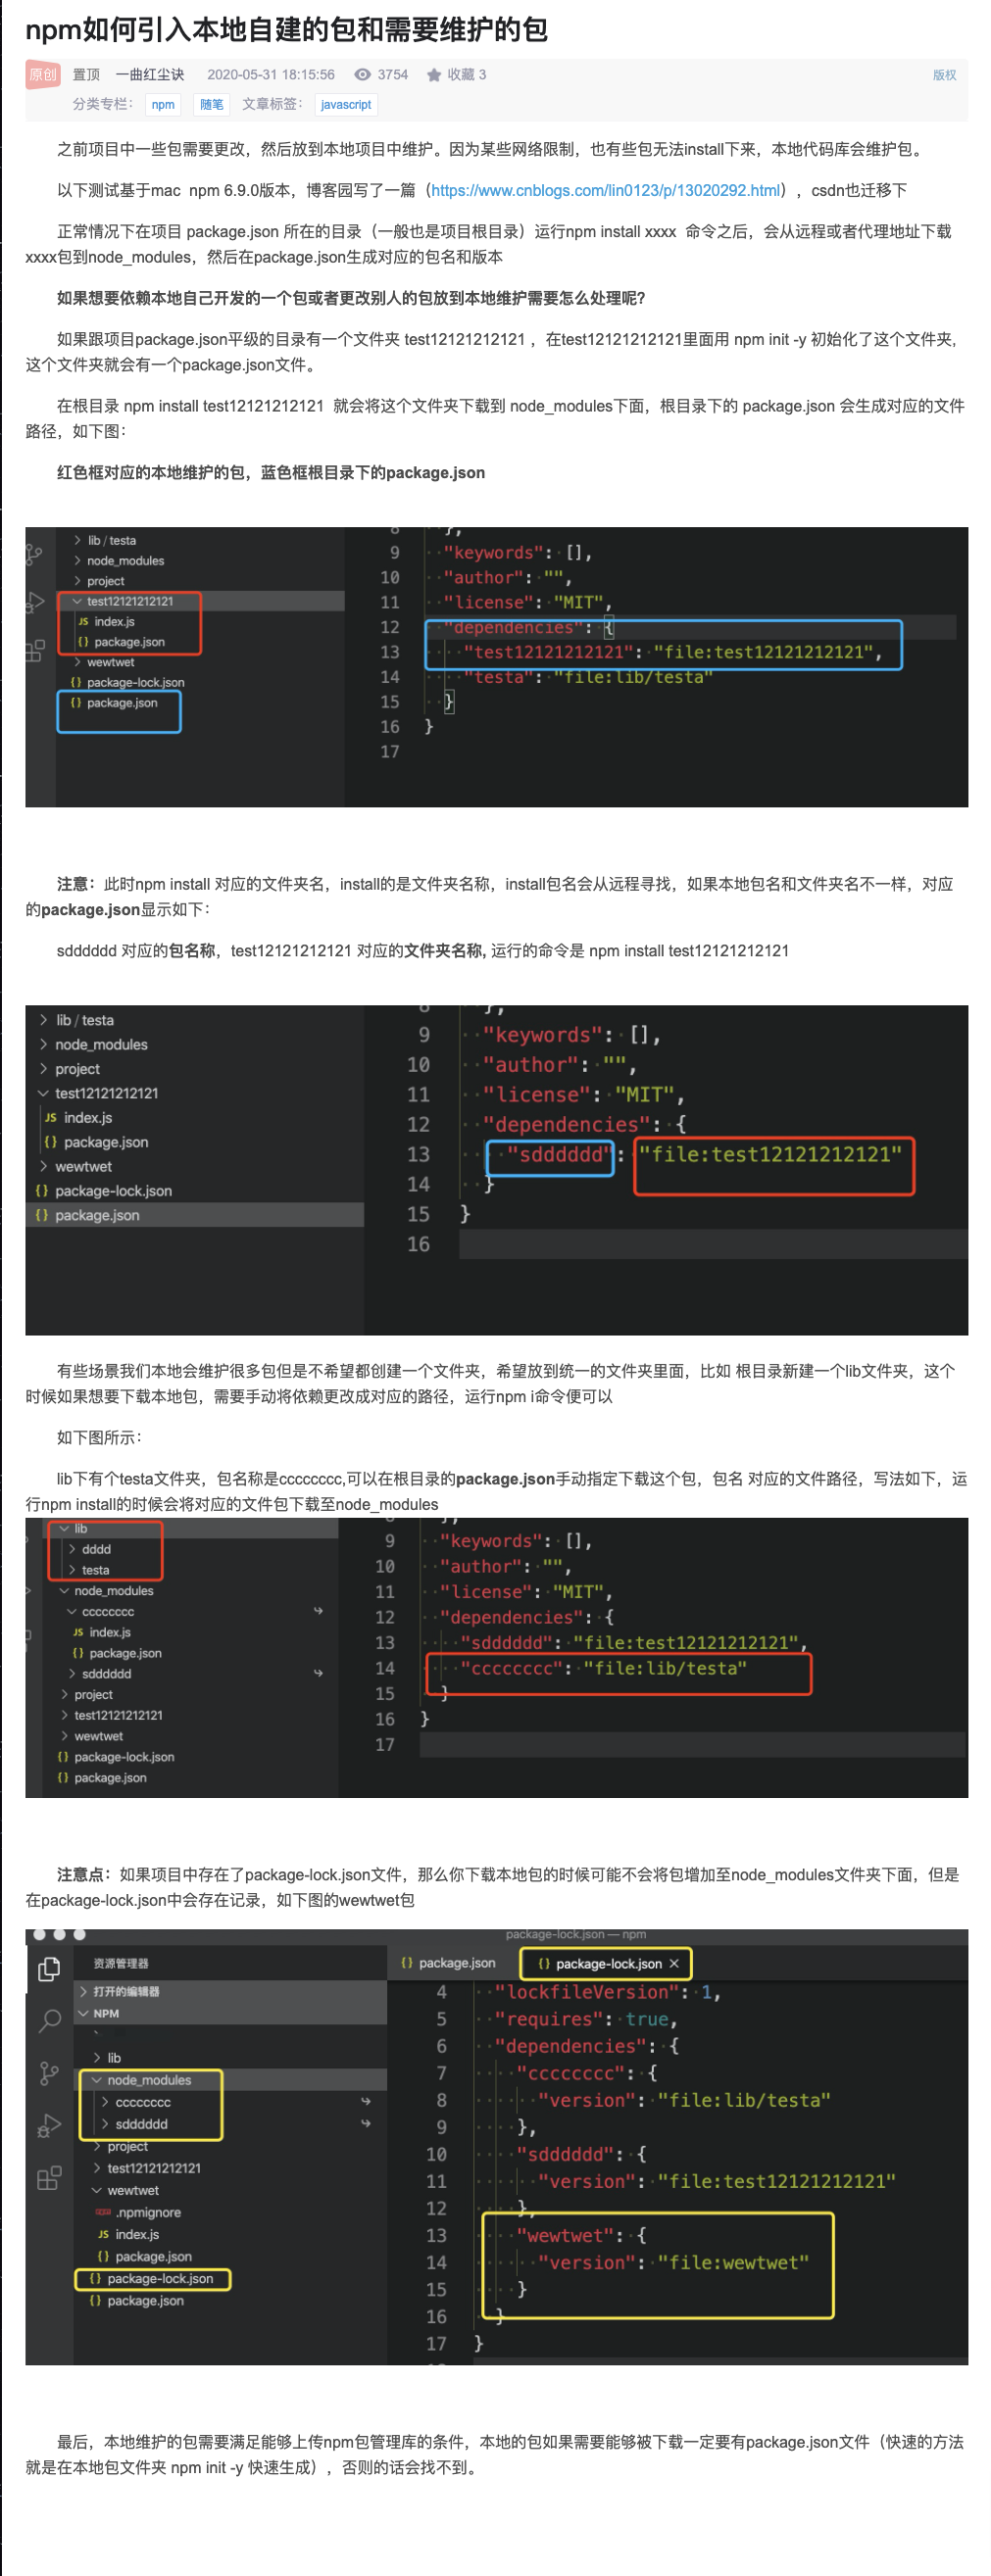 npm如何引入本地自建的包和需要维护的包
原创 置顶 一曲红尘诀 2020-05-31 18:15:56 3754 收藏 3 版权
分类专栏： npm 随笔 文章标签： javascript
之前项目中一些包需要更改，然后放到本地项目中维护。因为某些网络限制，也有些包无法install下来，本地代码库会维护包。
以下测试基于mac npm 6.9.0版本，博客园写了一篇（https://www.cnblogs.com/lin0123/p/13020292.html），csdn也迁移下
正常情况下在项目 package.json 所在的目录（一般也是项目根目录）运行npm install xxxx 命令之后，会从远程或者代理地址下载
xxxx包到node_modules，然后在package.json生成对应的包名和版本
如果想要依赖本地自己开发的一个包或者更改别人的包放到本地维护需要怎么处理呢?
如果跟项目package.json平级的目录有一个文件夹 test12121212121 ，在test12121212121里面用 npm init -y 初始化了这个文件夹,
这个文件夹就会有一个package.json文件。
在根目录 npm install test12121212121 就会将这个文件夹下载到 node_modules下面，根目录下的 package.json 会生成对应的文件
路径，如下图：
红色框对应的本地维护的包，蓝色框根目录下的package.json
lib / testa
node_modules
project
test12121212121
JS index.js
{} package.json
wewtwet
{} package-lock.json
{} package.json
8 },
9 "keywords": [],
10 "author": "",
11 "license": "MIT",
12 "dependencies": {
13 "test12121212121": "file:test12121212121",
14 "testa": "file:lib/testa"
15 }
16 }
17
注意：此时npm install 对应的文件夹名，install的是文件夹名称，install包名会从远程寻找，如果本地包名和文件夹名不一样，对应
的package.json显示如下：
sdddddd 对应的包名称，test12121212121 对应的文件夹名称, 运行的命令是 npm install test12121212121
lib / testa
node_modules
project
test12121212121
JS index.js
{} package.json
wewtwet
{} package-lock.json
{} package.json
8 },
9 "keywords": [],
10 "author": "",
11 "license": "MIT",
12 "dependencies": {
13 "sdddddd": "file:test12121212121"
14 }
15 }
16
有些场景我们本地会维护很多包但是不希望都创建一个文件夹，希望放到统一的文件夹里面，比如 根目录新建一个lib文件夹，这个
时候如果想要下载本地包，需要手动将依赖更改成对应的路径，运行npm i命令便可以
如下图所示：
lib下有个testa文件夹，包名称是cccccccc,可以在根目录的package.json手动指定下载这个包，包名 对应的文件路径，写法如下，运
行npm install的时候会将对应的文件包下载至node_modules
lib
dddd
testa
node_modules
cccccccc
JS index.js
{} package.json
sdddddd
project
test12121212121
wewtwet
{} package-lock.json
{} package.json
8 },
9 "keywords": [],
10 "author": "",
11 "license": "MIT",
12 "dependencies": {
13 "sdddddd": "file:test12121212121",
14 "cccccccc": "file:lib/testa"
15 }
16 }
17
注意点：如果项目中存在了package-lock.json文件，那么你下载本地包的时候可能不会将包增加至node_modules文件夹下面，但是
在package-lock.json中会存在记录，如下图的wewtwet包
package-lock.json — npm
资源管理器
打开的编辑器
NPM
lib
node_modules
cccccccc
sdddddd
project
test12121212121
wewtwet
npm .npmignore
JS index.js
{} package.json
{} package-lock.json
{} package.json
{} package.json {} package-lock.json ×
4 "lockfileVersion": 1,
5 "requires": true,
6 "dependencies": {
7 "cccccccc": {
8 "version": "file:lib/testa"
9 },
10 "sdddddd": {
11 "version": "file:test12121212121"
12 },
13 "wewtwet": {
14 "version": "file:wewtwet"
15 }
16 }
17 }
最后，本地维护的包需要满足能够上传npm包管理库的条件，本地的包如果需要能够被下载一定要有package.json文件（快速的方法
就是在本地包文件夹 npm init -y 快速生成），否则的话会找不到。